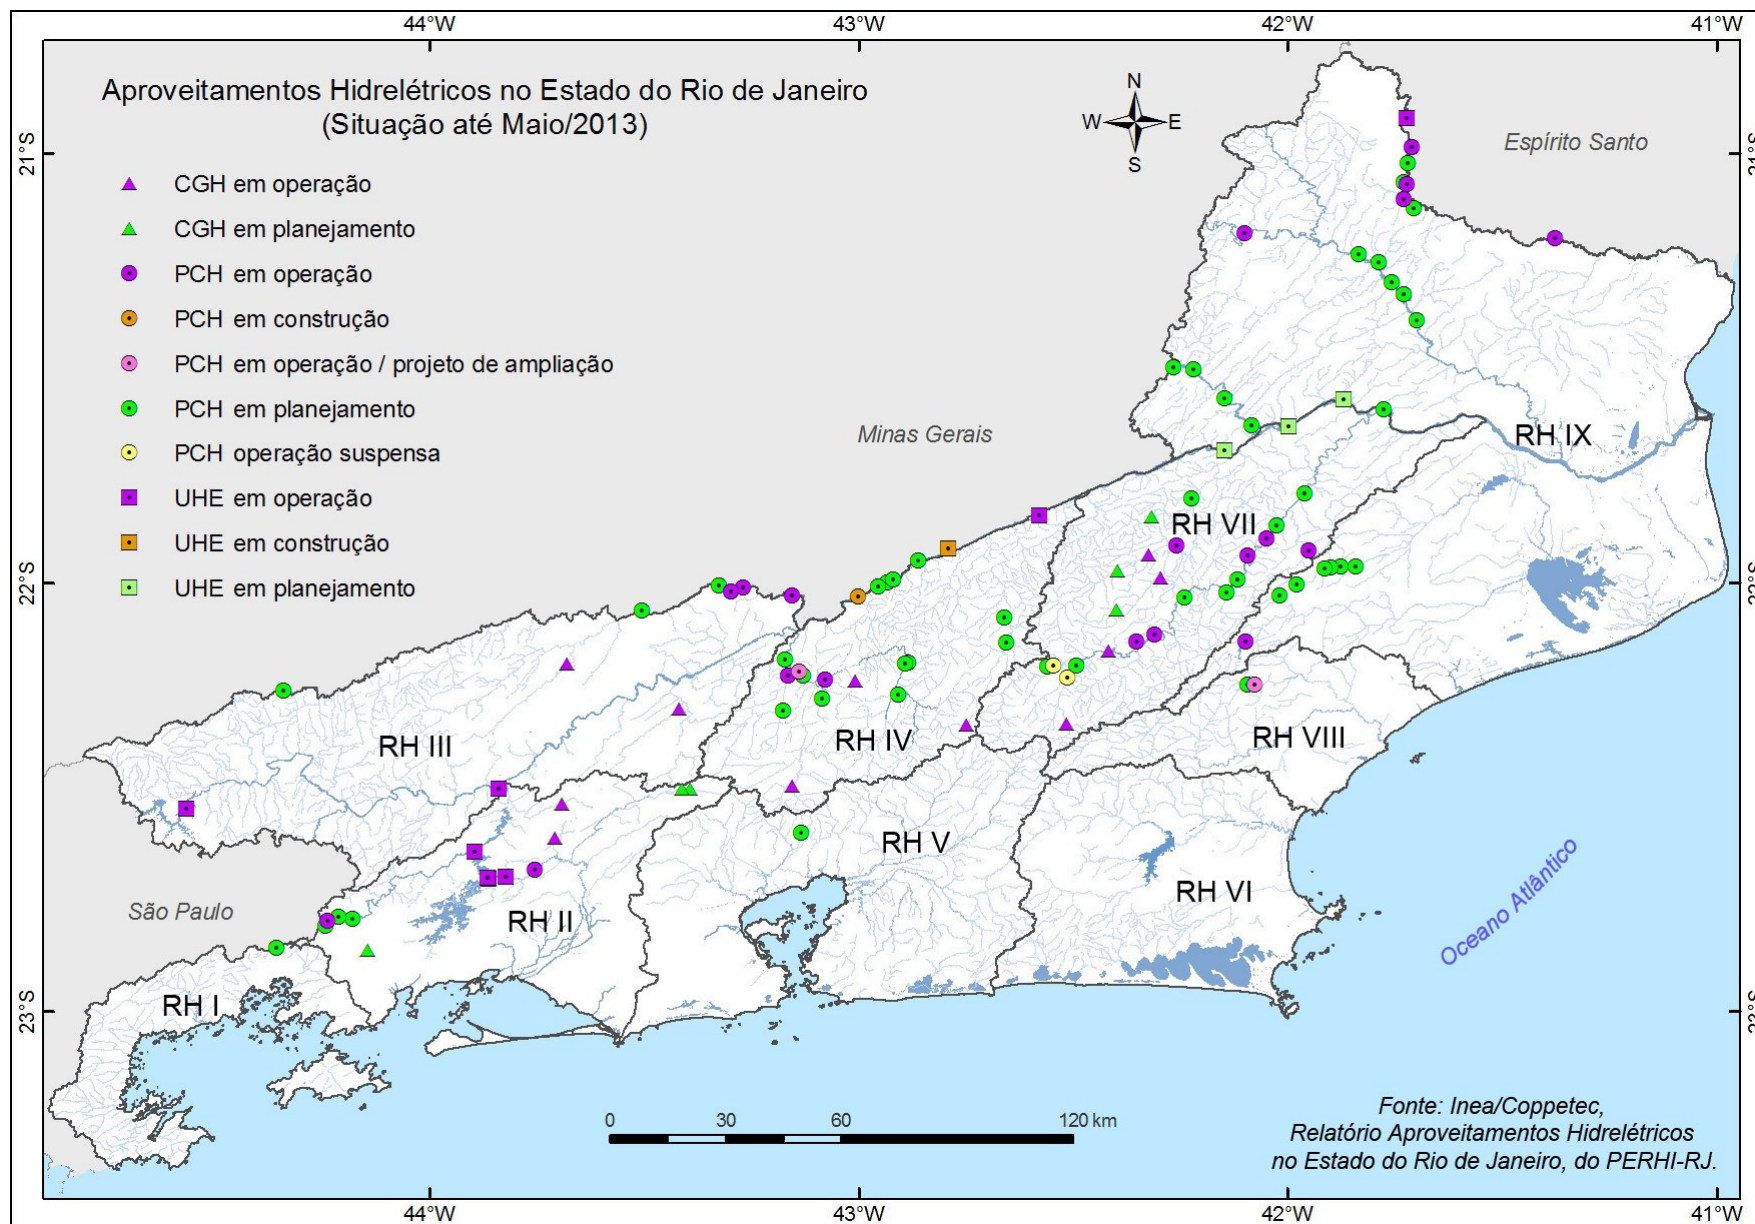 44°W
43°W
42°W
41°W
Aproveitamentos Hidrelétricos no Estado do Rio de Janeiro
(Situação até Maio/2013)
N
W
E
S
Espírito Santo
21°S
21°S
CGH em operação
CGH em planejamento
PCH em operação
PCH em construção
PCH em operação / projeto de ampliação
PCH em planejamento
PCH operação suspensa
UHE em operação
UHE em construção
UHE em planejamento
Minas Gerais
RH IX
RH VII
22°S
22°S
RH III
RH IV
RH VIII
RH V
RH VI
São Paulo
RH II
Oceano Atlântico
RH I
23°S
23°S
0 30 60 120 km
Fonte: Inea/Coppetec,
Relatório Aproveitamentos Hidrelétricos
no Estado do Rio de Janeiro, do PERHI-RJ.
44°W
43°W
42°W
41°W